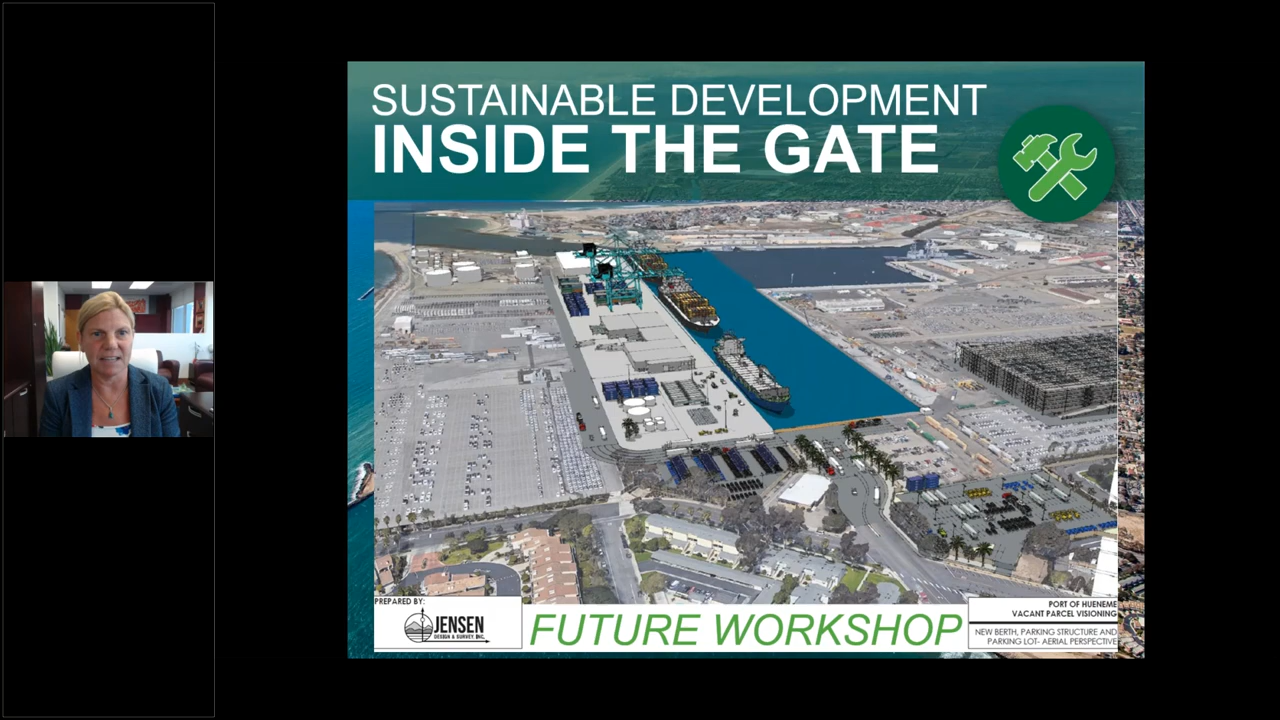 SUSTAINABLE DEVELOPMENT
INSIDE THE GATE
PREPARED BY:
JENSEN
DESIGN & SURVEY, INC.
FUTURE WORKSHOP
PORT OF HUENEME
VACANT PARCEL VISIONING
NEW BERTH, PARKING STRUCTURE AND
PARKING LOT- AERIAL PERSPECTIVE